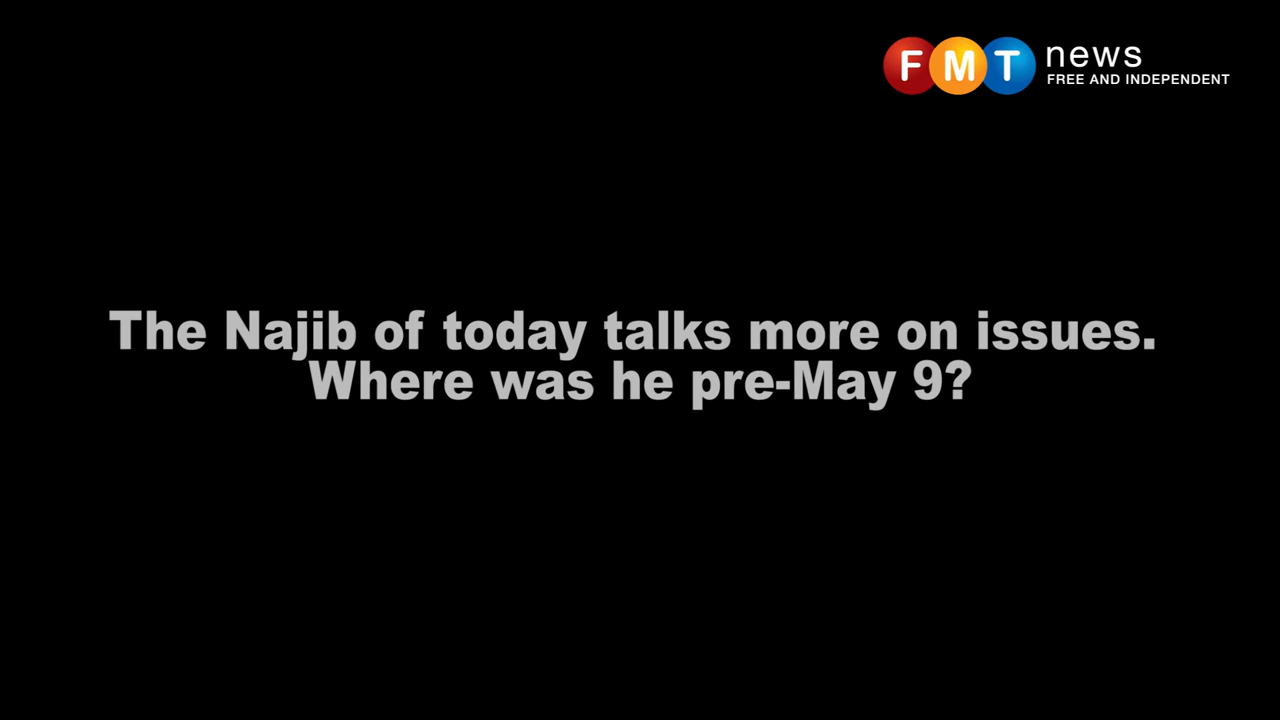 FMT news
FREE AND INDEPENDENT
The Najib of today talks more on issues.
Where was he pre-May 9?